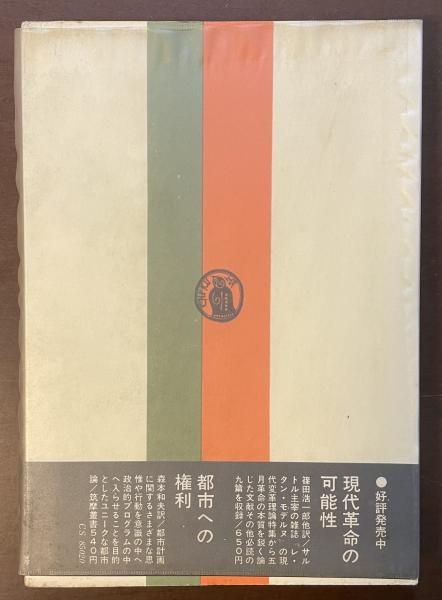 ●好評発売中
現代革命の
可能性
篠田浩一郎他訳／サル
トル主宰の雑誌『レ・
タン・モデルヌ』の現
代変革理論特集から五
月革命の本質を鋭く論
じた文献その他必読の
九篇を収録／650円
都市への
権利
森本和夫訳／都市計画
に関するさまざまな思
惟や行動を意識の中へ
政治的プログラムの中
へ入らせることを目的
としたユニークな都市
論／筑摩叢書540円
CS 85020